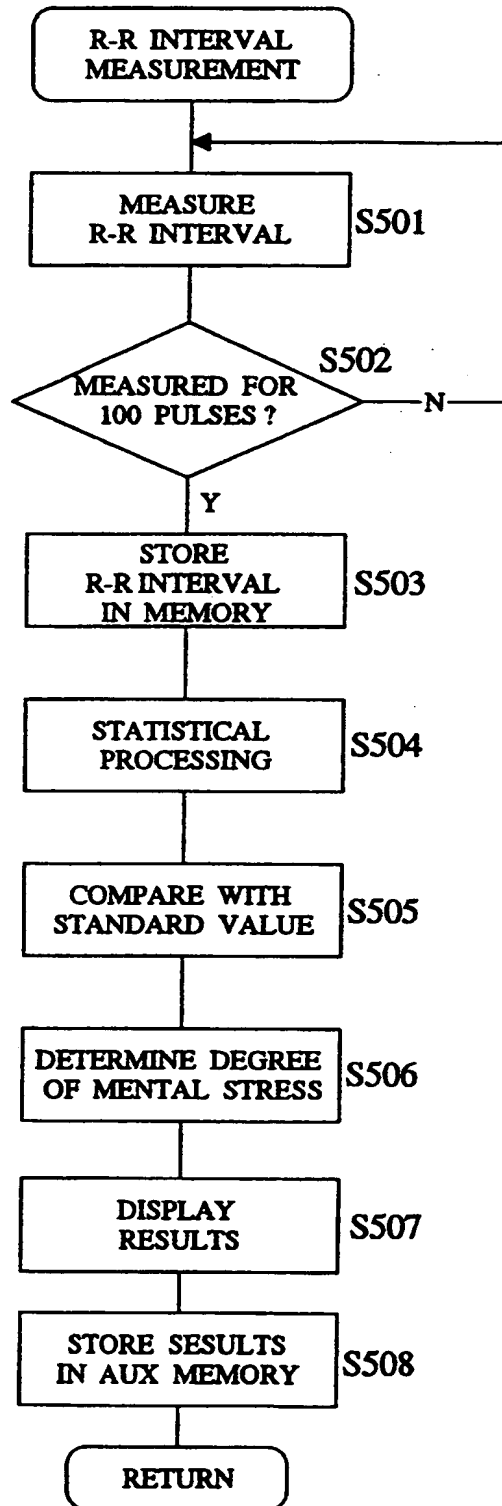 R-R INTERVAL
MEASUREMENT
MEASURE
R-R INTERVAL
S501
S502
MEASURED FOR
100 PULSES ?
N
Y
STORE
R-R INTERVAL
IN MEMORY
S503
STATISTICAL
PROCESSING
S504
COMPARE WITH
STANDARD VALUE
S505
DETERMINE DEGREE
OF MENTAL STRESS
S506
DISPLAY
RESULTS
S507
STORE SESULTS
IN AUX MEMORY
S508
RETURN